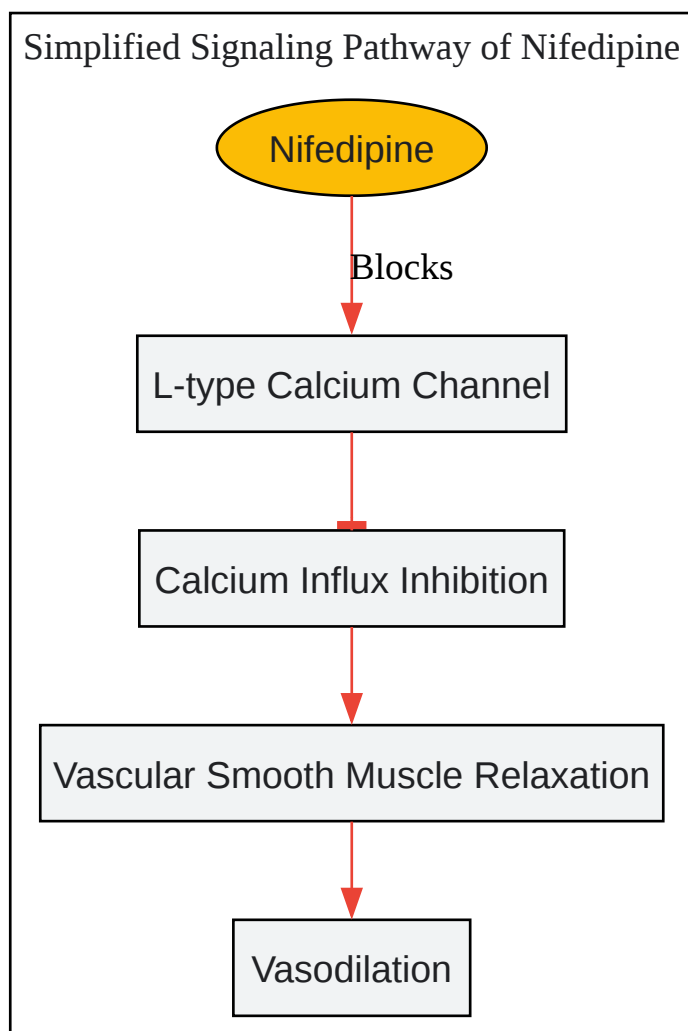 Simplified Signaling Pathway of Nifedipine
Nifedipine
Blocks
L-type Calcium Channel
Calcium Influx Inhibition
Vascular Smooth Muscle Relaxation
Vasodilation